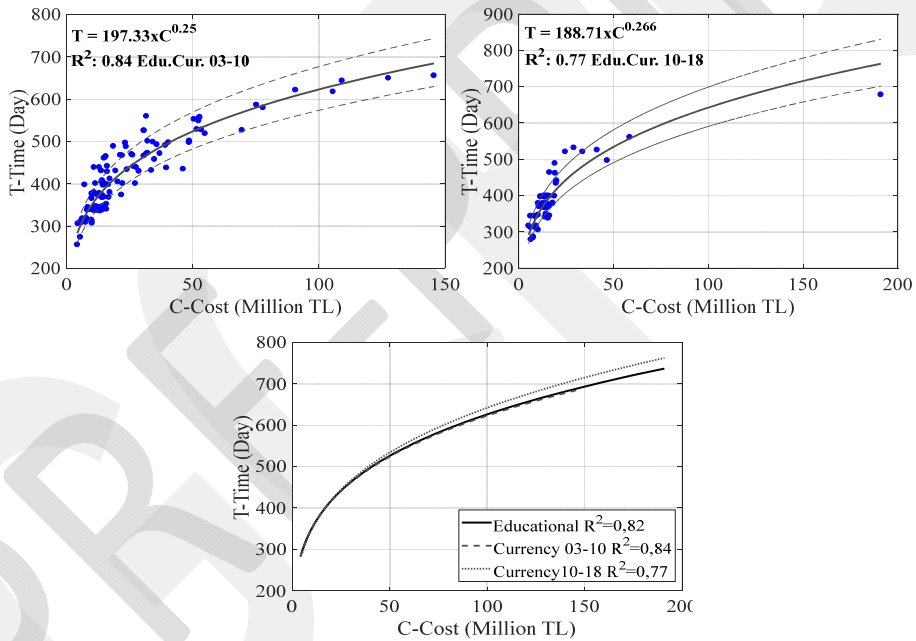 T = 197.33xC^0.25
R²: 0.84 Edu.Cur. 03-10
800
700
600
500
400
300
200
0
50
100
150
T-Time (Day)
C-Cost (Million TL)
T = 188.71xC^0.266
R²: 0.77 Edu.Cur. 10-18
900
800
700
600
500
400
300
200
0
50
100
150
200
T-Time (Day)
C-Cost (Million TL)
800
700
600
500
400
300
200
0
50
100
150
20
T-Time (Day)
Educational R²=0,82
Currency 03-10 R²=0,84
Currency10-18 R²=0,77
C-Cost (Million TL)